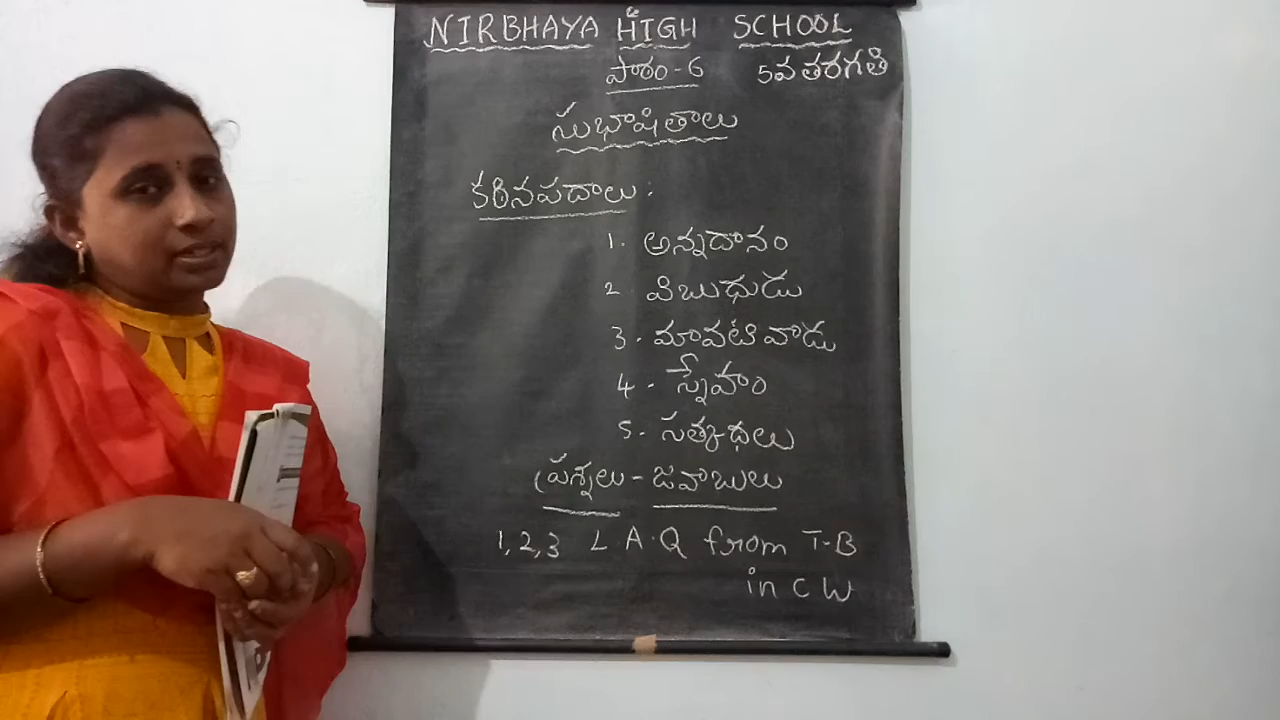 NIRBHAYA HIGH SCHOOL
పాఠం-6 5వ తరగతి
సుభాషితాలు
కఠినపదాలు:
1. అన్నదానం
2 విబుధుడు
3. మావటివాడు
4 - స్నేహం
5. సత్కథలు
ప్రశ్నలు - జవాబులు
1,2,3 L A.Q from T-B
in C W